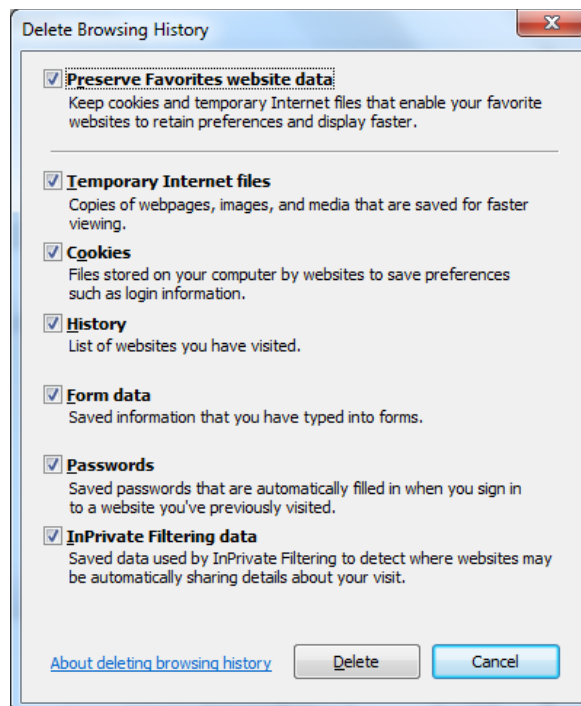 Delete Browsing History
Preserve Favorites website data
Keep cookies and temporary Internet files that enable your favorite
websites to retain preferences and display faster.
Temporary Internet files
Copies of webpages, images, and media that are saved for faster
viewing.
Cookies
Files stored on your computer by websites to save preferences
such as login information.
History
List of websites you have visited.
Form data
Saved information that you have typed into forms.
Passwords
Saved passwords that are automatically filled in when you sign in
to a website you've previously visited.
InPrivate Filtering data
Saved data used by InPrivate Filtering to detect where websites may
be automatically sharing details about your visit.
About deleting browsing history Delete Cancel